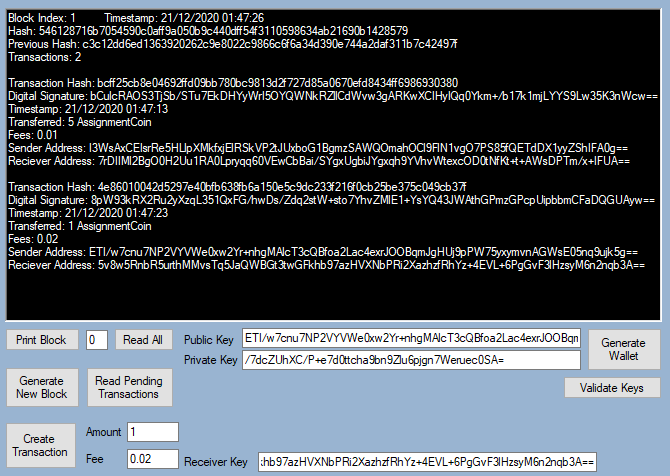 Block Index: 1 Timestamp: 21/12/2020 01:47:26
Hash: 546128716b7054590c0aff9a050b9c440dff54f3110598634ab21690b1428579
Previous Hash: c3c12dd6ed1363920262c9e8022c9866c6f6a34d390e744a2daf311b7c42497f
Transactions: 2
Transaction Hash: bcff25cb8e04692ffd09bb780bc9813d2f727d85a0670efd8434ff6986930380
Digital Signature: bCulcRAOS3TjSb/STu7EkDHYyWrI5OYQWNkRZllCdWvw3gARKwXCIHyIQq0Ykm+/b17k1mjLYYS9Lw35K3nWcw==
Timestamp: 21/12/2020 01:47:13
Transferred: 5 AssignmentCoin
Fees: 0.01
Sender Address: I3WsAxCElsrRe5HLlpXMkfxjEIRSkVP2tJUxboG1BgmzSAWQOmahOCl9RN1vgO7PS85fQETdDX1yyZShIFA0g==
Reciever Address: 7rDIIMI2BgO0H2Uu1RA0Lpryqq60VEwCbBai/SYgxUgbiJYgxqh9YVhvWtexcOD0tNfKt+t+AWsDPTm/x+IFUA==
Transaction Hash: 4e86010042d5297e40bfb638fb6a150e5c9dc233f216f0cb25be375c049cb37f
Digital Signature: 8pW93kRX2Ru2yXzqL351QxFG/hwDs/Zdq2stW+sto7YhvZMIE1+YsYQ43JWAthGPmzGPcpUipbbmCFaDQGUAyw==
Timestamp: 21/12/2020 01:47:23
Transferred: 1 AssignmentCoin
Fees: 0.02
Sender Address: ETI/w7cnu7NP2VYVWe0xw2Yr+nhgMAIcT3cQBfoa2Lac4exrJOOBqmJgHUj9pPW75yxymvnAGWsE05nq9ujk5g==
Reciever Address: 5v8w5RnbR5urthMMvsTq5JaQWBGt3twGFkhb97azHVXNbPRi2XazhzfRhYz+4EVL+6PgGvF3lHzsyM6n2nqb3A==
Print Block 0 Read All Public Key ETI/w7cnu7NP2VYVWe0xw2Yr+nhgMAIcT3cQBfoa2Lac4exrJOOBqm
Generate Wallet
Private Key /7dcZUhXC/P+e7d0ttcha9bn9Zlu6pjgn7Weruec0SA=
Generate New Block
Read Pending Transactions
Validate Keys
Create Transaction
Amount 1
Fee 0.02
Receiver Key khb97azHVXNbPRi2XazhzfRhYz+4EVL+6PgGvF3lHzsyM6n2nqb3A==